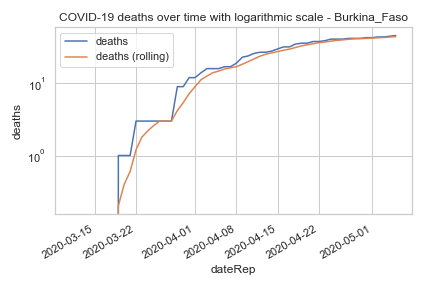 COVID-19 deaths over time with logarithmic scale - Burkina_Faso
deaths
deaths (rolling)
10¹
10⁰
deaths
2020-03-15
2020-03-22
2020-04-01
2020-04-08
2020-04-15
2020-04-22
2020-05-01
dateRep